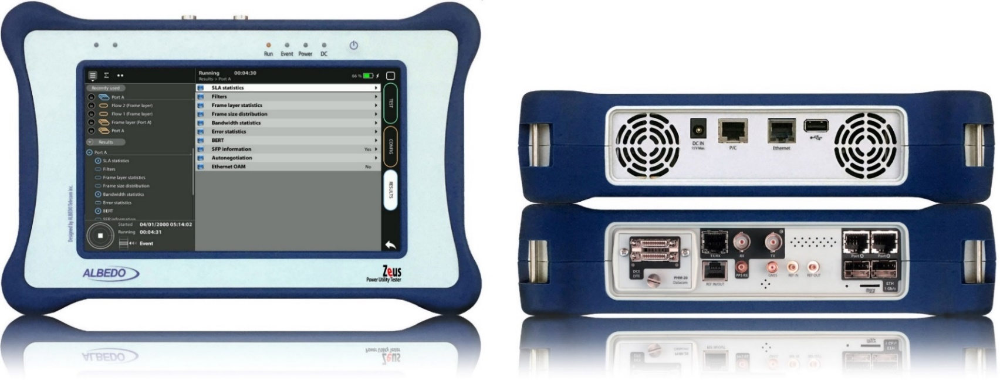 Run Event Power DC
Running 00:04:30
Results-> Port A
66 %
Recently used
Port A
Flow 2 (Frame layer)
Flow 1 (Frame layer)
Frame layer (Port A)
Port A
Results
Port A
SLA statistics
Filters
Frame layer statistics
Frame size distribution
Bandwidth statistics
Error statistics
BERT
SFP information
Started 04/01/2000 05:14:02
Running 00:04:31
Event
SLA statistics
Filters
Frame layer statistics
Frame size distribution
Bandwidth statistics
Error statistics
BERT
SFP information Yes
Autonegotiation
Ethernet OAM No
TEST
CONFIG
RESULTS
Designed by ALBEDO Telecom inc.
ALBEDO
Zeus
Power Utility Tester
DC IN
15 V Max.
P/C
Ethernet
DCE
DTE
PHM-20
Datacom
TX/RX
RX
TX
REF IN/OUT
PPS RX
GNSS
REF IN
REF OUT
Port A
Port B
ETH
1 Gb/s